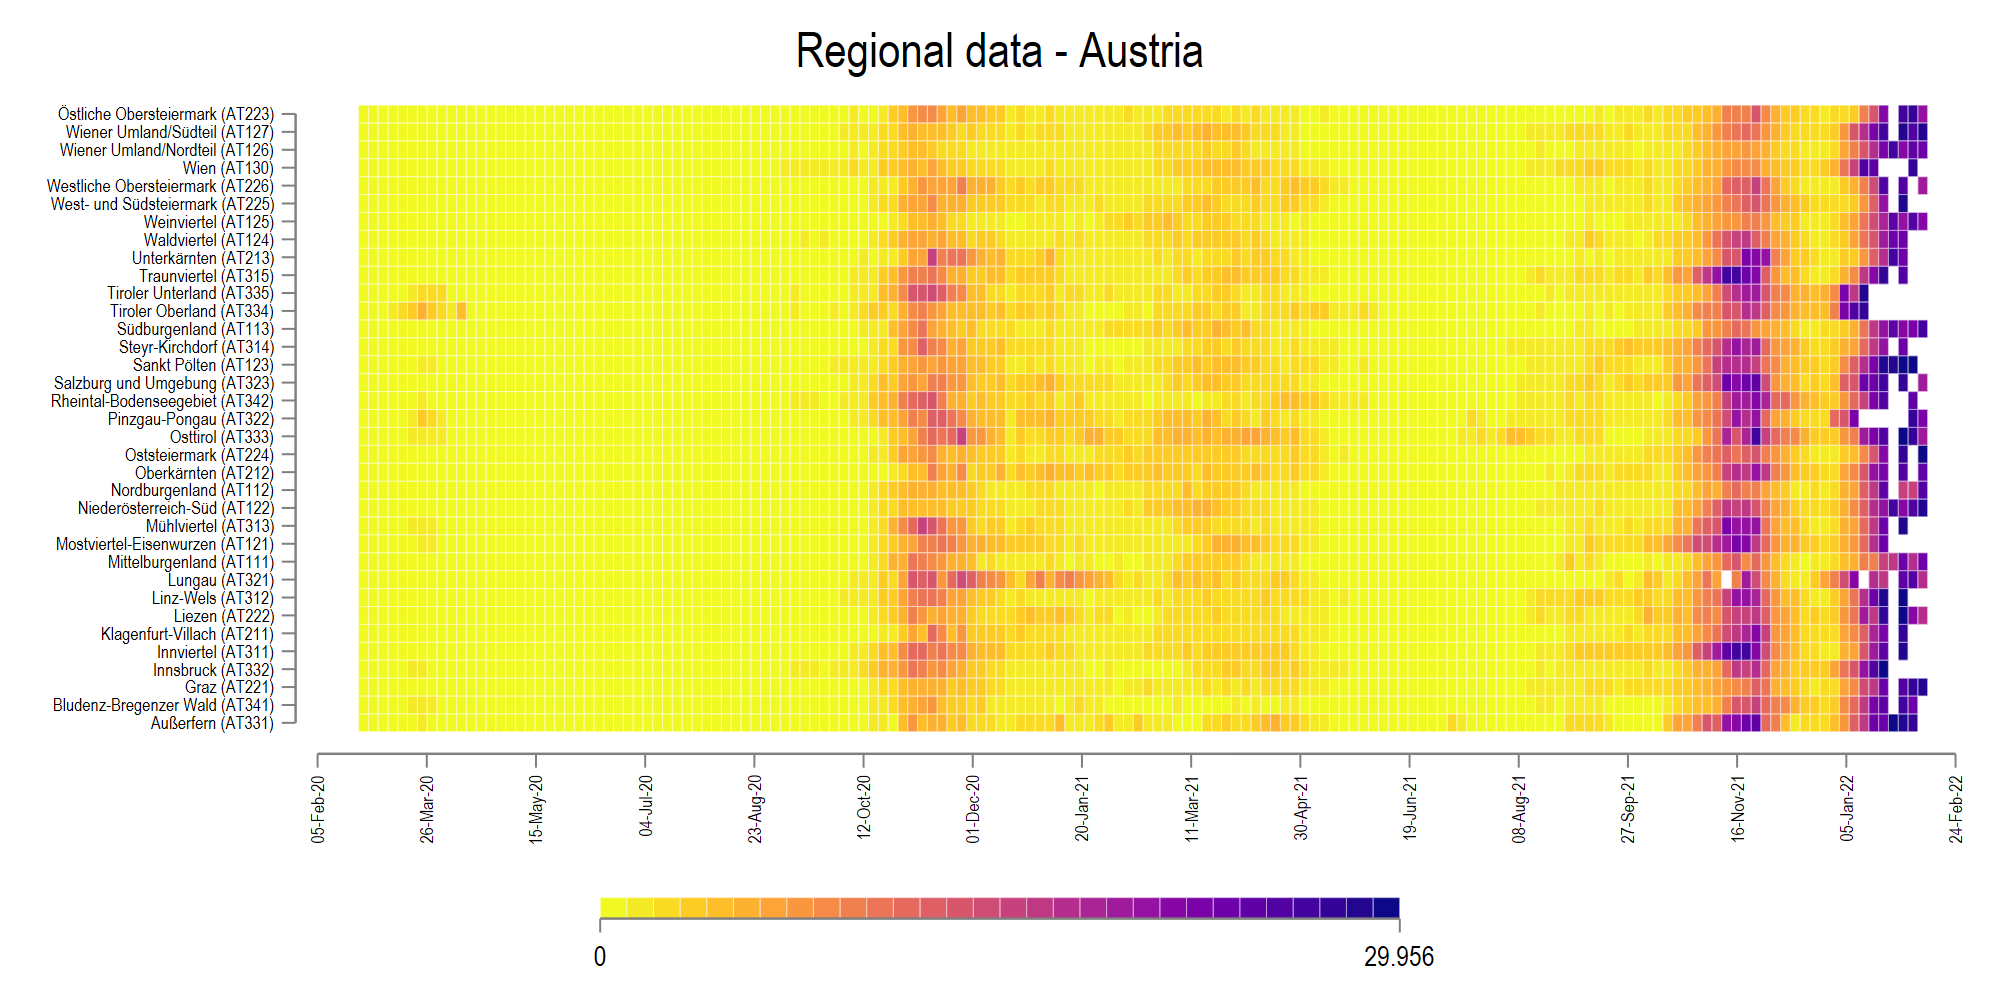 Regional data - Austria
Östliche Obersteiermark (AT223)
Wiener Umland/Südteil (AT127)
Wiener Umland/Nordteil (AT126)
Wien (AT130)
Westliche Obersteiermark (AT226)
West- und Südsteiermark (AT225)
Weinviertel (AT125)
Waldviertel (AT124)
Unterkärnten (AT213)
Traunviertel (AT315)
Tiroler Unterland (AT335)
Tiroler Oberland (AT334)
Südburgenland (AT113)
Steyr-Kirchdorf (AT314)
Sankt Pölten (AT123)
Salzburg und Umgebung (AT323)
Rheintal-Bodenseegebiet (AT342)
Pinzgau-Pongau (AT322)
Osttirol (AT333)
Oststeiermark (AT224)
Oberkärnten (AT212)
Nordburgenland (AT112)
Niederösterreich-Süd (AT122)
Mühlviertel (AT313)
Mostviertel-Eisenwurzen (AT121)
Mittelburgenland (AT111)
Lungau (AT321)
Linz-Wels (AT312)
Liezen (AT222)
Klagenfurt-Villach (AT211)
Innviertel (AT311)
Innsbruck (AT332)
Graz (AT221)
Bludenz-Bregenzer Wald (AT341)
Außerfern (AT331)
05-Feb-20
26-Mar-20
15-May-20
04-Jul-20
23-Aug-20
12-Oct-20
01-Dec-20
20-Jan-21
11-Mar-21
30-Apr-21
19-Jun-21
08-Aug-21
27-Sep-21
16-Nov-21
05-Jan-22
24-Feb-22
0
29.956